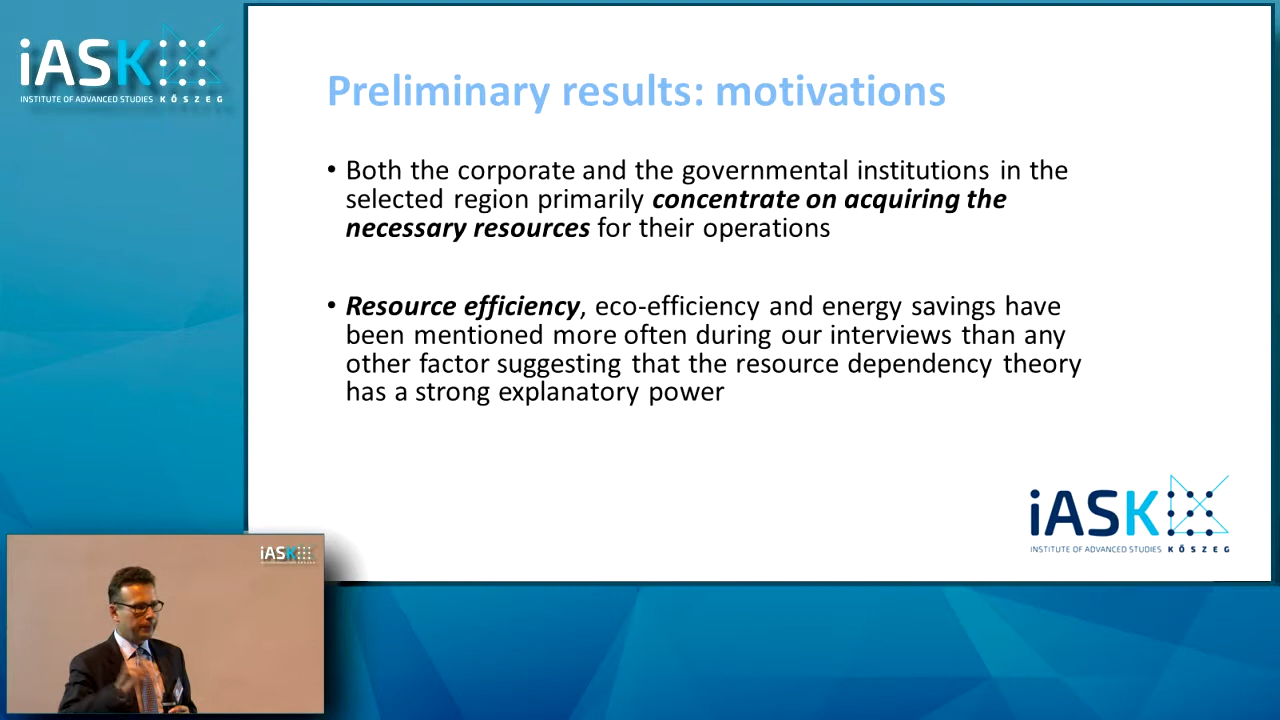 iASK
INSTITUTE OF ADVANCED STUDIES KŐSZEG
Preliminary results: motivations
• Both the corporate and the governmental institutions in the
selected region primarily concentrate on acquiring the
necessary resources for their operations
• Resource efficiency, eco-efficiency and energy savings have
been mentioned more often during our interviews than any
other factor suggesting that the resource dependency theory
has a strong explanatory power
iASK
INSTITUTE OF ADVANCED STUDIES KŐSZEG
iASK